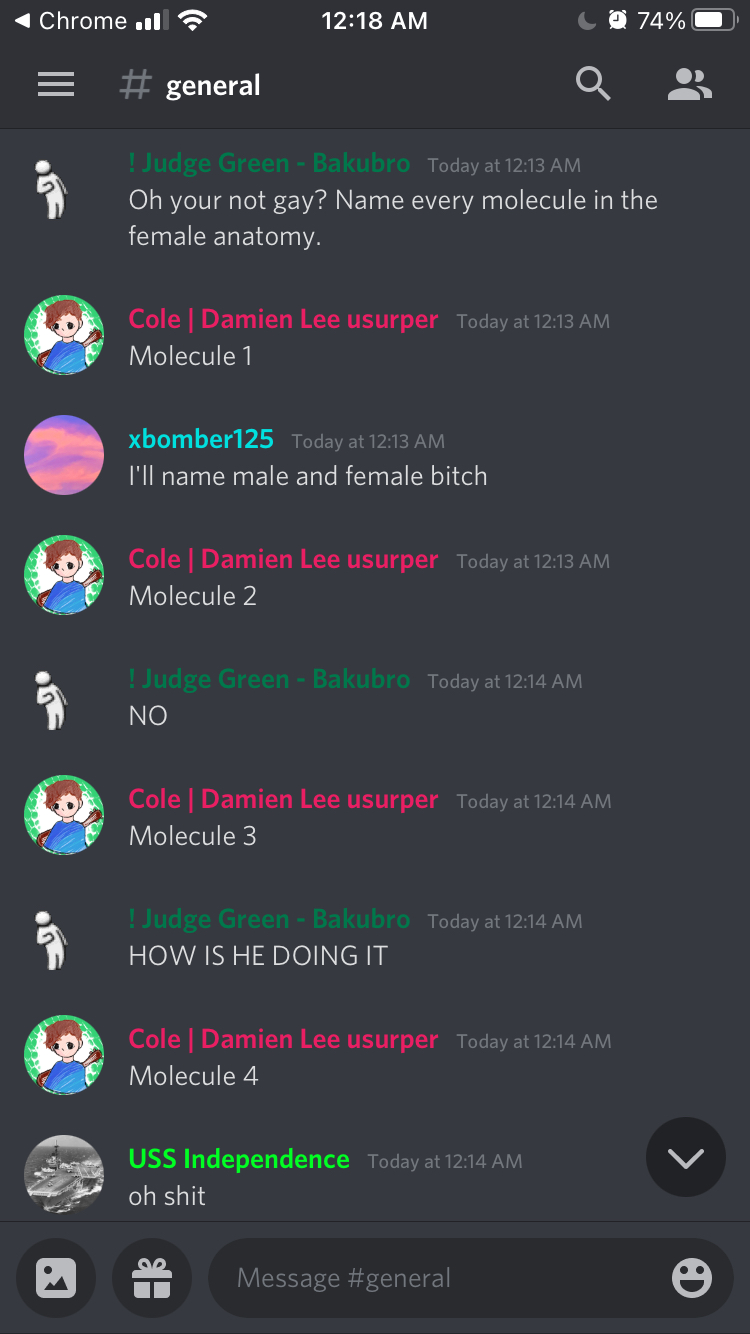 Chrome 12:18 AM 74%
# general
! Judge Green - Bakubro Today at 12:13 AM
Oh your not gay? Name every molecule in the
female anatomy.
Cole | Damien Lee usurper Today at 12:13 AM
Molecule 1
xbomber125 Today at 12:13 AM
I'll name male and female bitch
Cole | Damien Lee usurper Today at 12:13 AM
Molecule 2
! Judge Green - Bakubro Today at 12:14 AM
NO
Cole | Damien Lee usurper Today at 12:14 AM
Molecule 3
! Judge Green - Bakubro Today at 12:14 AM
HOW IS HE DOING IT
Cole | Damien Lee usurper Today at 12:14 AM
Molecule 4
USS Independence Today at 12:14 AM
oh shit
Message #general